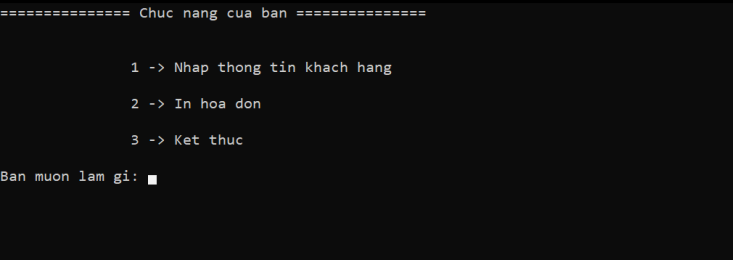 =============== Chuc nang cua ban ===============
1 -> Nhap thong tin khach hang
2 -> In hoa don
3 -> Ket thuc
Ban muon lam gi: